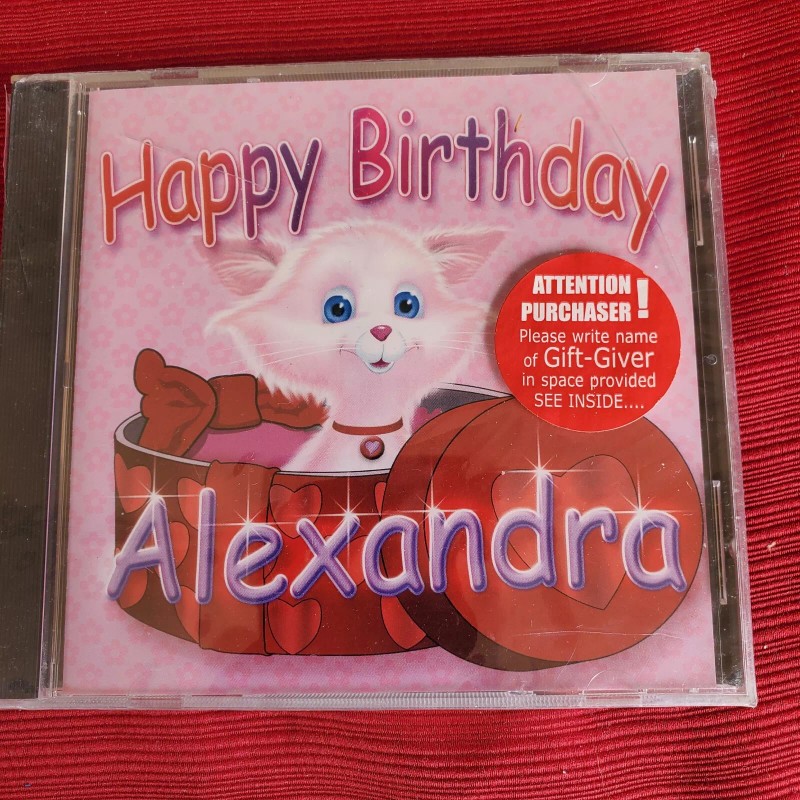 Happy Birthday
ATTENTION
PURCHASER!
Please write name
of Gift-Giver
in space provided
SEE INSIDE....
Alexandra